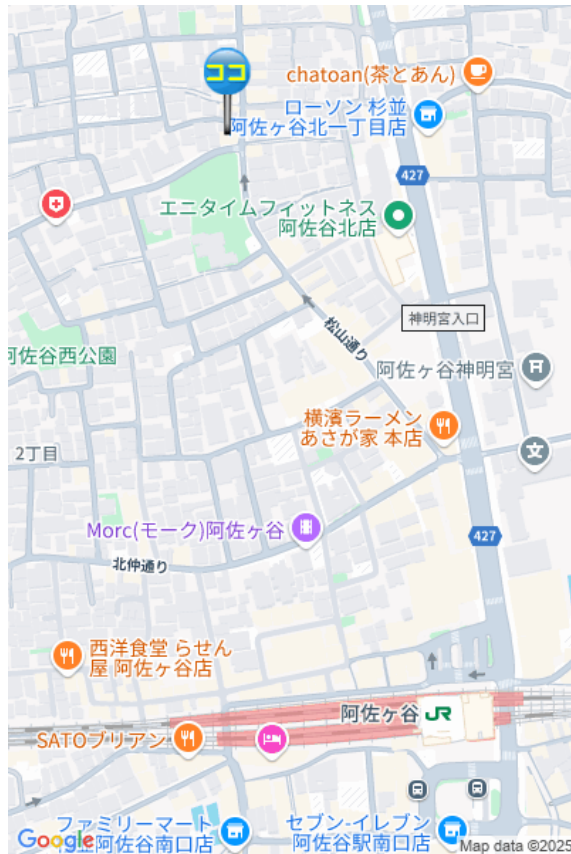 ココ
chatoan(茶とあん)
ローソン 杉並
阿佐ヶ谷北一丁目店
427
エニタイムフィットネス
阿佐谷北店
神明宮入口
松山通り
阿佐谷西公園
阿佐ヶ谷神明宮
横濱ラーメン
あさが家 本店
文
2丁目
Morc(モーク)阿佐ヶ谷
427
北仲通り
西洋食堂 らせん
屋 阿佐ヶ谷店
阿佐ヶ谷 JR
SATOブリアン
ファミリーマート
阿佐谷南口店
セブン-イレブン
阿佐谷駅南口店
Google
Map data ©2025